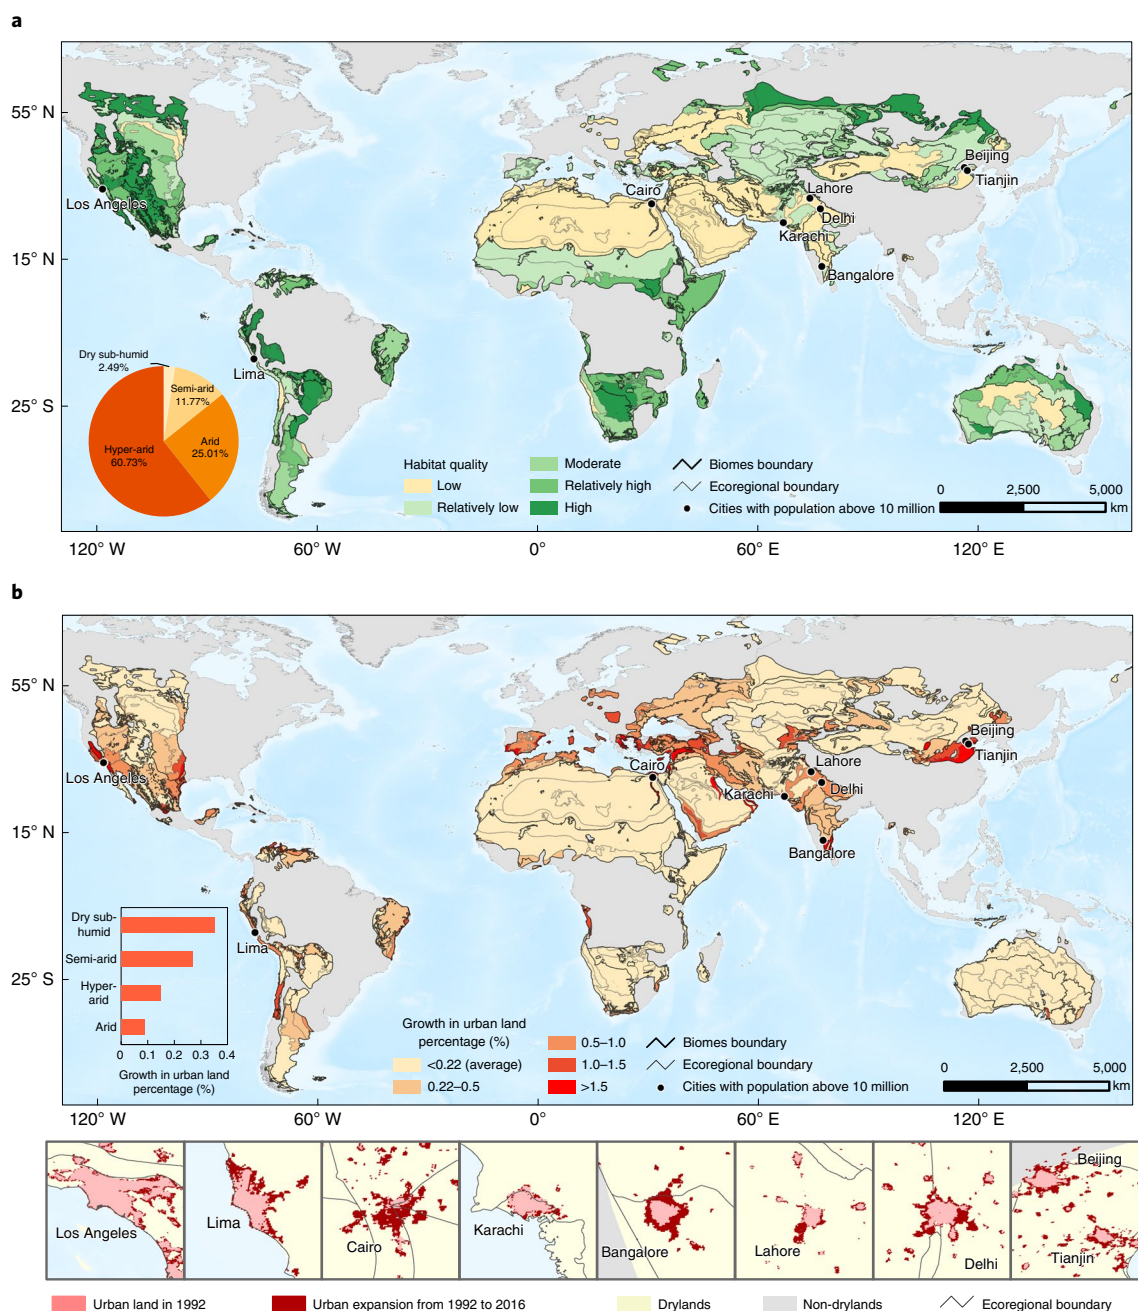 a
55° N
15° N
25° S
Los Angeles
Lima
Cairo
Lahore
Delhi
Karachi
Bangalore
Beijing
Tianjin
Dry sub-humid
2.49%
Semi-arid
11.77%
Arid
25.01%
Hyper-arid
60.73%
Habitat quality
Low
Relatively low
Moderate
Relatively high
High
Biomes boundary
Ecoregional boundary
Cities with population above 10 million
0 2,500 5,000
km
120° W 60° W 0° 60° E 120° E
b
55° N
15° N
25° S
Los Angeles
Lima
Cairo
Lahore
Delhi
Karachi
Bangalore
Beijing
Tianjin
Dry sub-
humid
Semi-arid
Hyper-
arid
Arid
0 0.1 0.2 0.3 0.4
Growth in urban land
percentage (%)
Growth in urban land
percentage (%)
<0.22 (average)
0.22–0.5
0.5–1.0
1.0–1.5
>1.5
Biomes boundary
Ecoregional boundary
Cities with population above 10 million
0 2,500 5,000
km
120° W 60° W 0° 60° E 120° E
Los Angeles
Lima
Cairo
Karachi
Bangalore
Lahore
Delhi
Beijing
Tianjin
Urban land in 1992
Urban expansion from 1992 to 2016
Drylands
Non-drylands
Ecoregional boundary